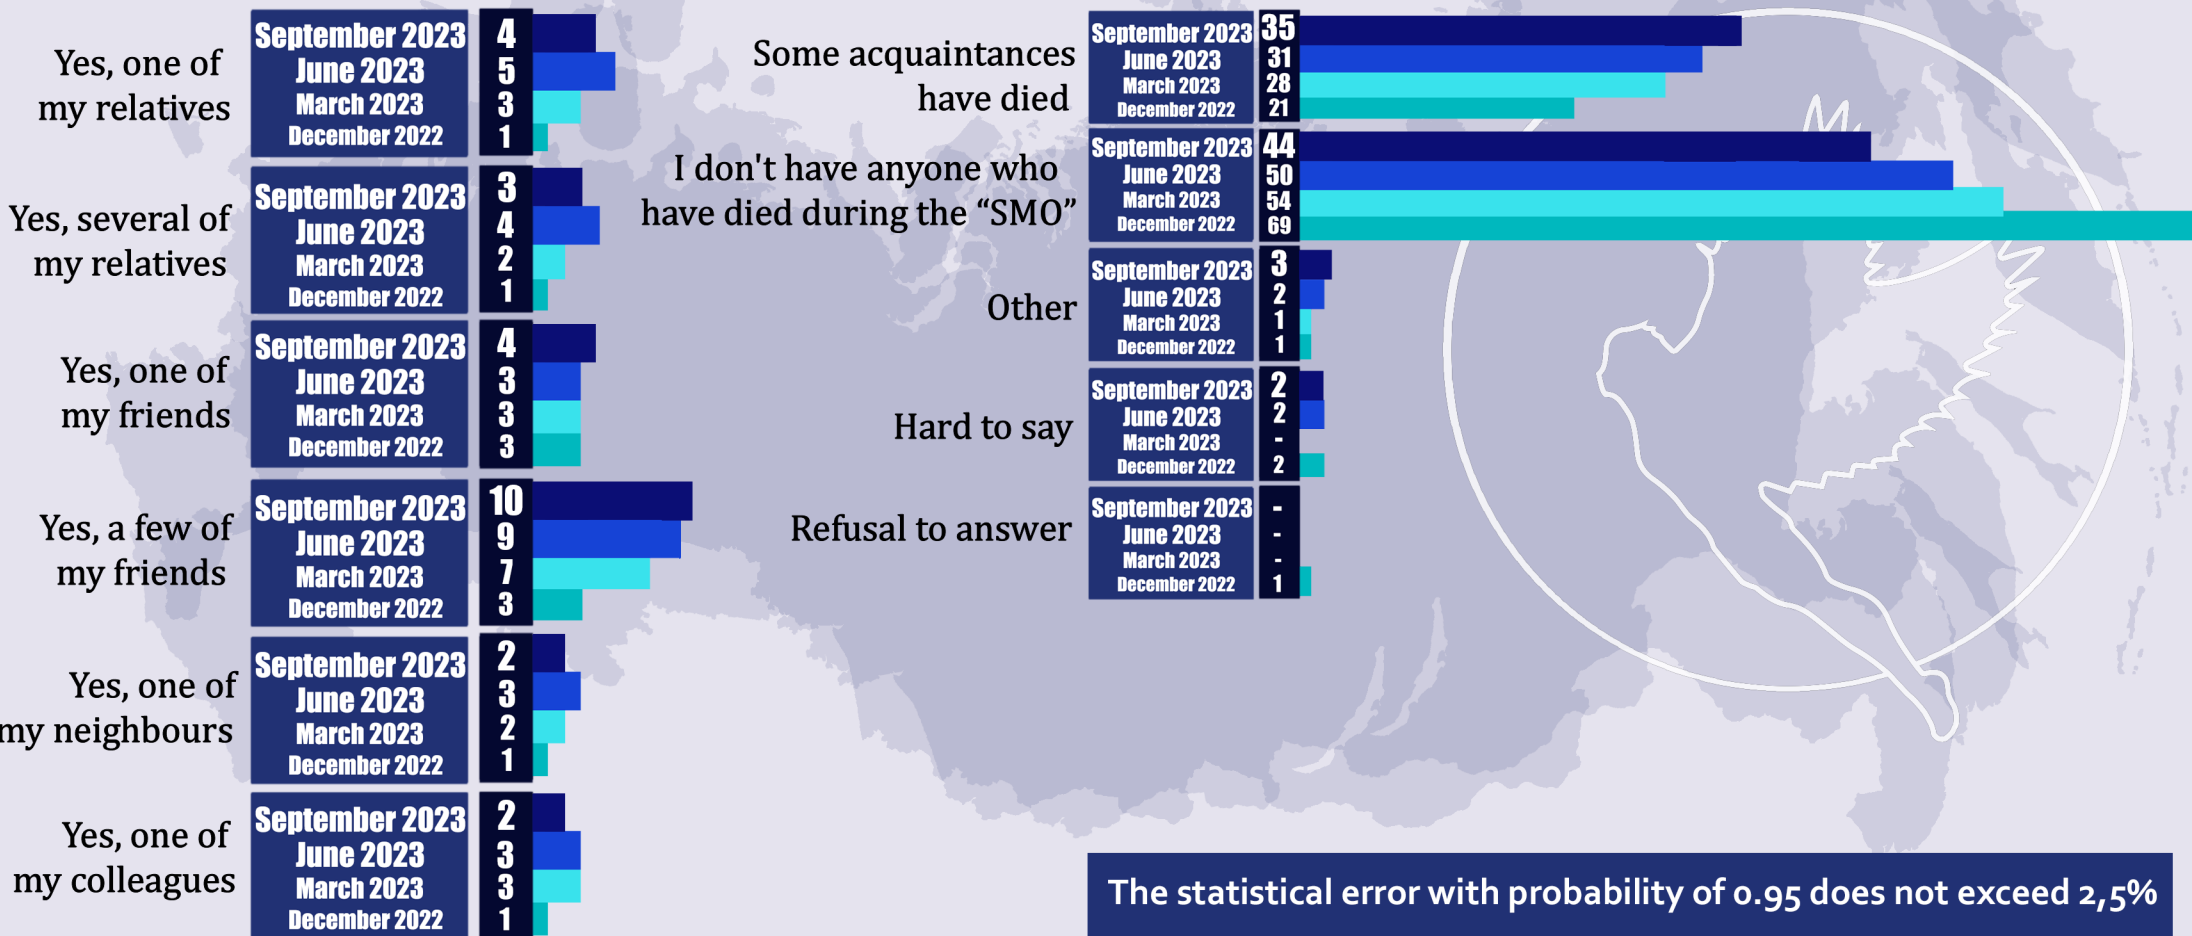 Yes, one of
my relatives
September 2023 4
June 2023 5
March 2023 3
December 2022 1
Yes, several of
my relatives
September 2023 3
June 2023 4
March 2023 2
December 2022 1
Yes, one of
my friends
September 2023 4
June 2023 3
March 2023 3
December 2022 3
Yes, a few of
my friends
September 2023 10
June 2023 9
March 2023 7
December 2022 3
Yes, one of
my neighbours
September 2023 2
June 2023 3
March 2023 2
December 2022 1
Yes, one of
my colleagues
September 2023 2
June 2023 3
March 2023 3
December 2022 1
Some acquaintances
have died
September 2023 35
June 2023 31
March 2023 28
December 2022 21
I don't have anyone who
have died during the “SMO”
September 2023 44
June 2023 50
March 2023 54
December 2022 69
Other
September 2023 3
June 2023 2
March 2023 1
December 2022 1
Hard to say
September 2023 2
June 2023 2
March 2023 -
December 2022 2
Refusal to answer
September 2023 -
June 2023 -
March 2023 -
December 2022 1
The statistical error with probability of 0.95 does not exceed 2,5%